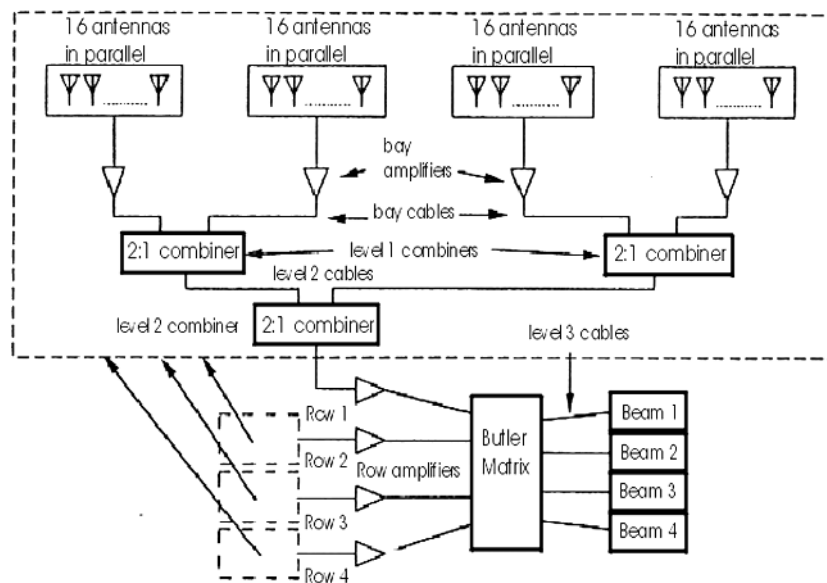 16 antennas
in parallel
16 antennas
in parallel
16 antennas
in parallel
16 antennas
in parallel
bay
amplifiers
bay cables
2:1 combiner
level 1 combiners
2:1 combiner
level 2 cables
level 2 combiner
2:1 combiner
level 3 cables
Row 1
Row 2
Row amplifiers
Row 3
Row 4
Butler
Matrix
Beam 1
Beam 2
Beam 3
Beam 4